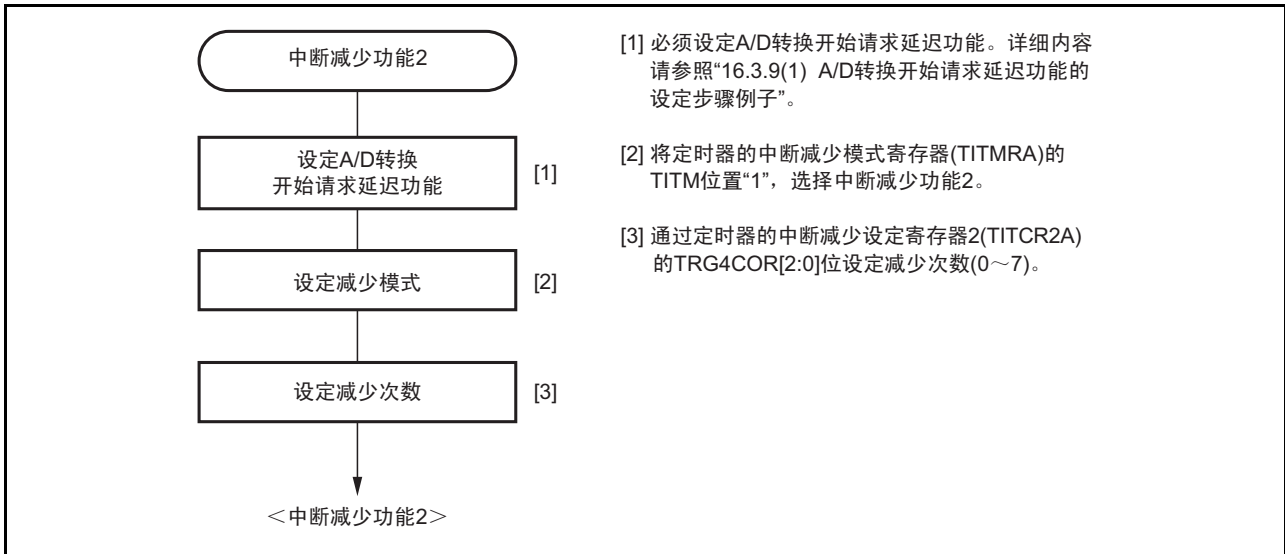 中断减少功能2
设定A/D转换
开始请求延迟功能
[1]
设定减少模式
[2]
设定减少次数
[3]
＜中断减少功能2＞
[1] 必须设定A/D转换开始请求延迟功能。详细内容
请参照“16.3.9(1) A/D转换开始请求延迟功能的
设定步骤例子”。
[2] 将定时器的中断减少模式寄存器(TITMRA)的
TITM位置“1”，选择中断减少功能2。
[3] 通过定时器的中断减少设定寄存器2(TITCR2A)
的TRG4COR[2:0]位设定减少次数(0～7)。